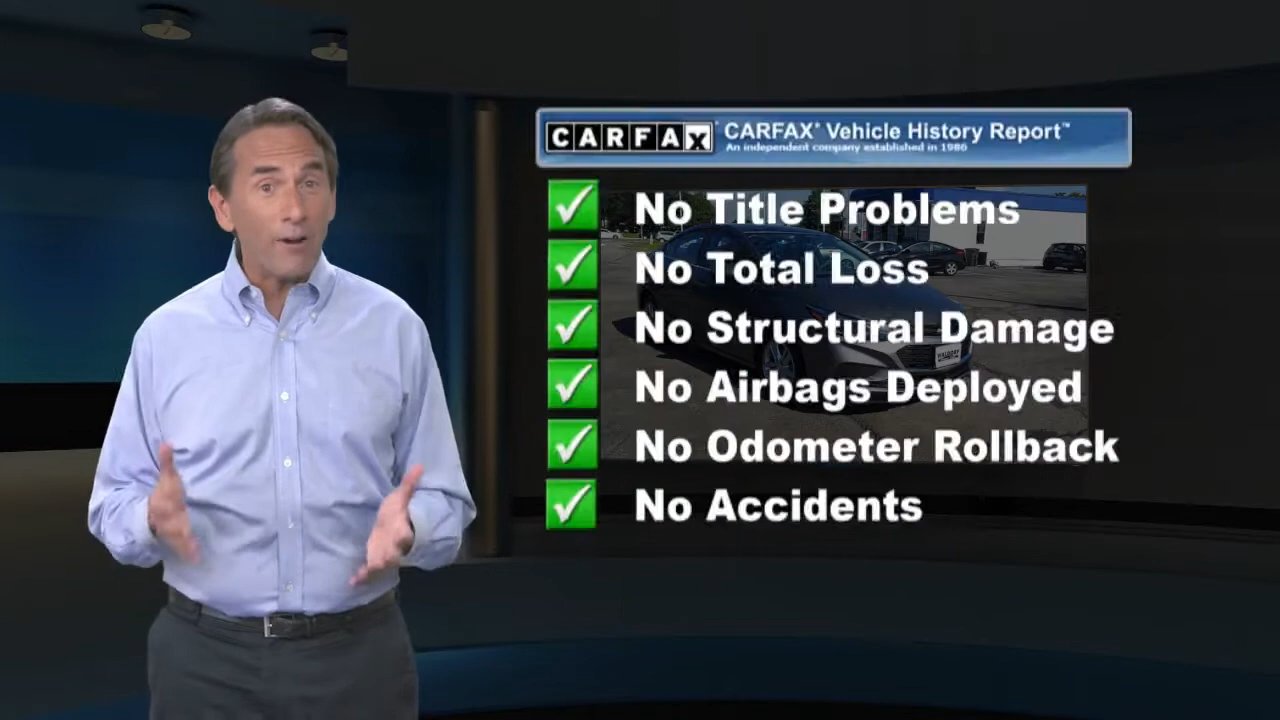 CARFAX CARFAX® Vehicle History Report™
An independent company established in 1986
No Title Problems
No Total Loss
No Structural Damage
No Airbags Deployed
No Odometer Rollback
No Accidents